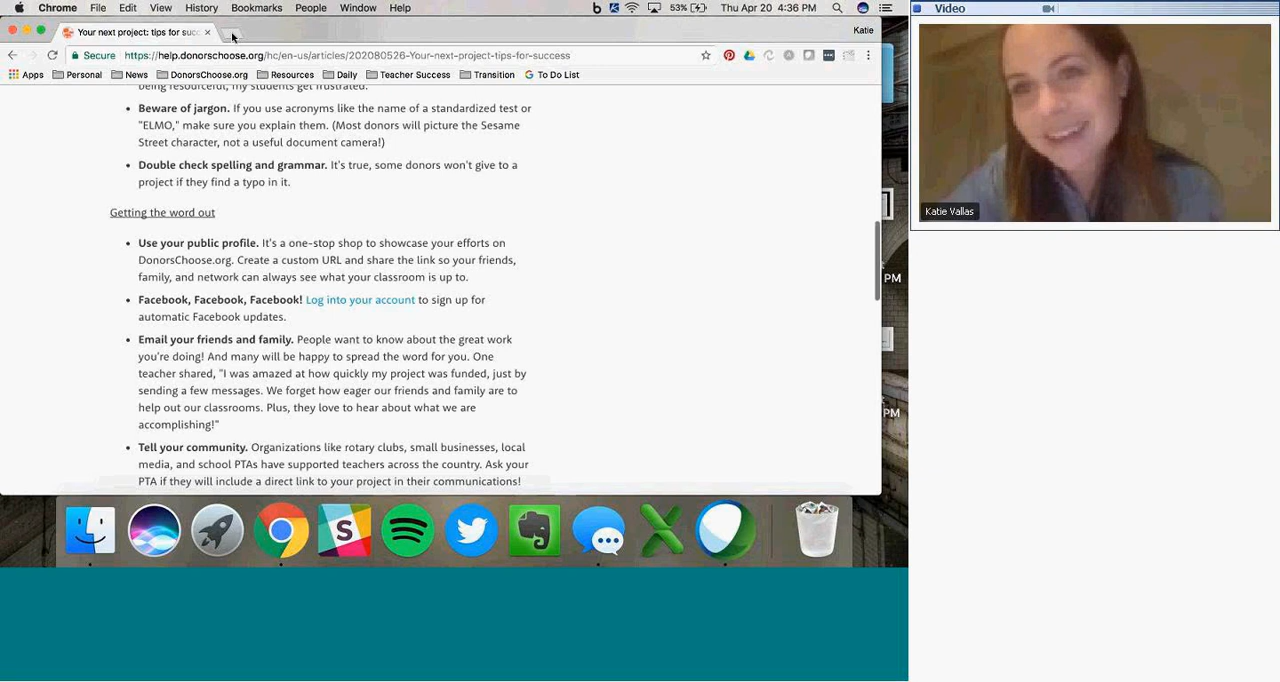 Chrome File Edit View History Bookmarks People Window Help 53% Thu Apr 20 4:36 PM
Video
Your next project: tips for suc
Katie
Secure https://help.donorschoose.org/hc/en-us/articles/202080526-Your-next-project-tips-for-success
Apps Personal News DonorsChoose.org Resources Daily Teacher Success Transition To Do List
being resourceful, my students get frustrated.
Beware of jargon. If you use acronyms like the name of a standardized test or
"ELMO," make sure you explain them. (Most donors will picture the Sesame
Street character, not a useful document camera!)
Double check spelling and grammar. It's true, some donors won't give to a
project if they find a typo in it.
Katie Vallas
Getting the word out
Use your public profile. It's a one-stop shop to showcase your efforts on
DonorsChoose.org. Create a custom URL and share the link so your friends,
family, and network can always see what your classroom is up to.
PM
Facebook, Facebook, Facebook! Log into your account to sign up for
automatic Facebook updates.
Email your friends and family. People want to know about the great work
you're doing! And many will be happy to spread the word for you. One
teacher shared, "I was amazed at how quickly my project was funded, just by
sending a few messages. We forget how eager our friends and family are to
help out our classrooms. Plus, they love to hear about what we are
accomplishing!"
PM
Tell your community. Organizations like rotary clubs, small businesses, local
media, and school PTAs have supported teachers across the country. Ask your
PTA if they will include a direct link to your project in their communications!